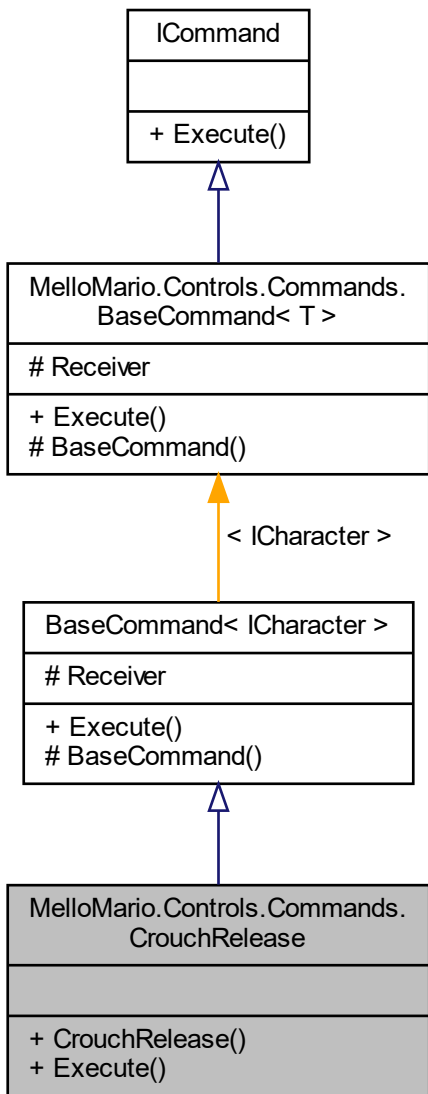 ICommand
+ Execute()
MelloMario.Controls.Commands.
BaseCommand< T >
# Receiver
+ Execute()
# BaseCommand()
< ICharacter >
BaseCommand< ICharacter >
# Receiver
+ Execute()
# BaseCommand()
MelloMario.Controls.Commands.
CrouchRelease
+ CrouchRelease()
+ Execute()